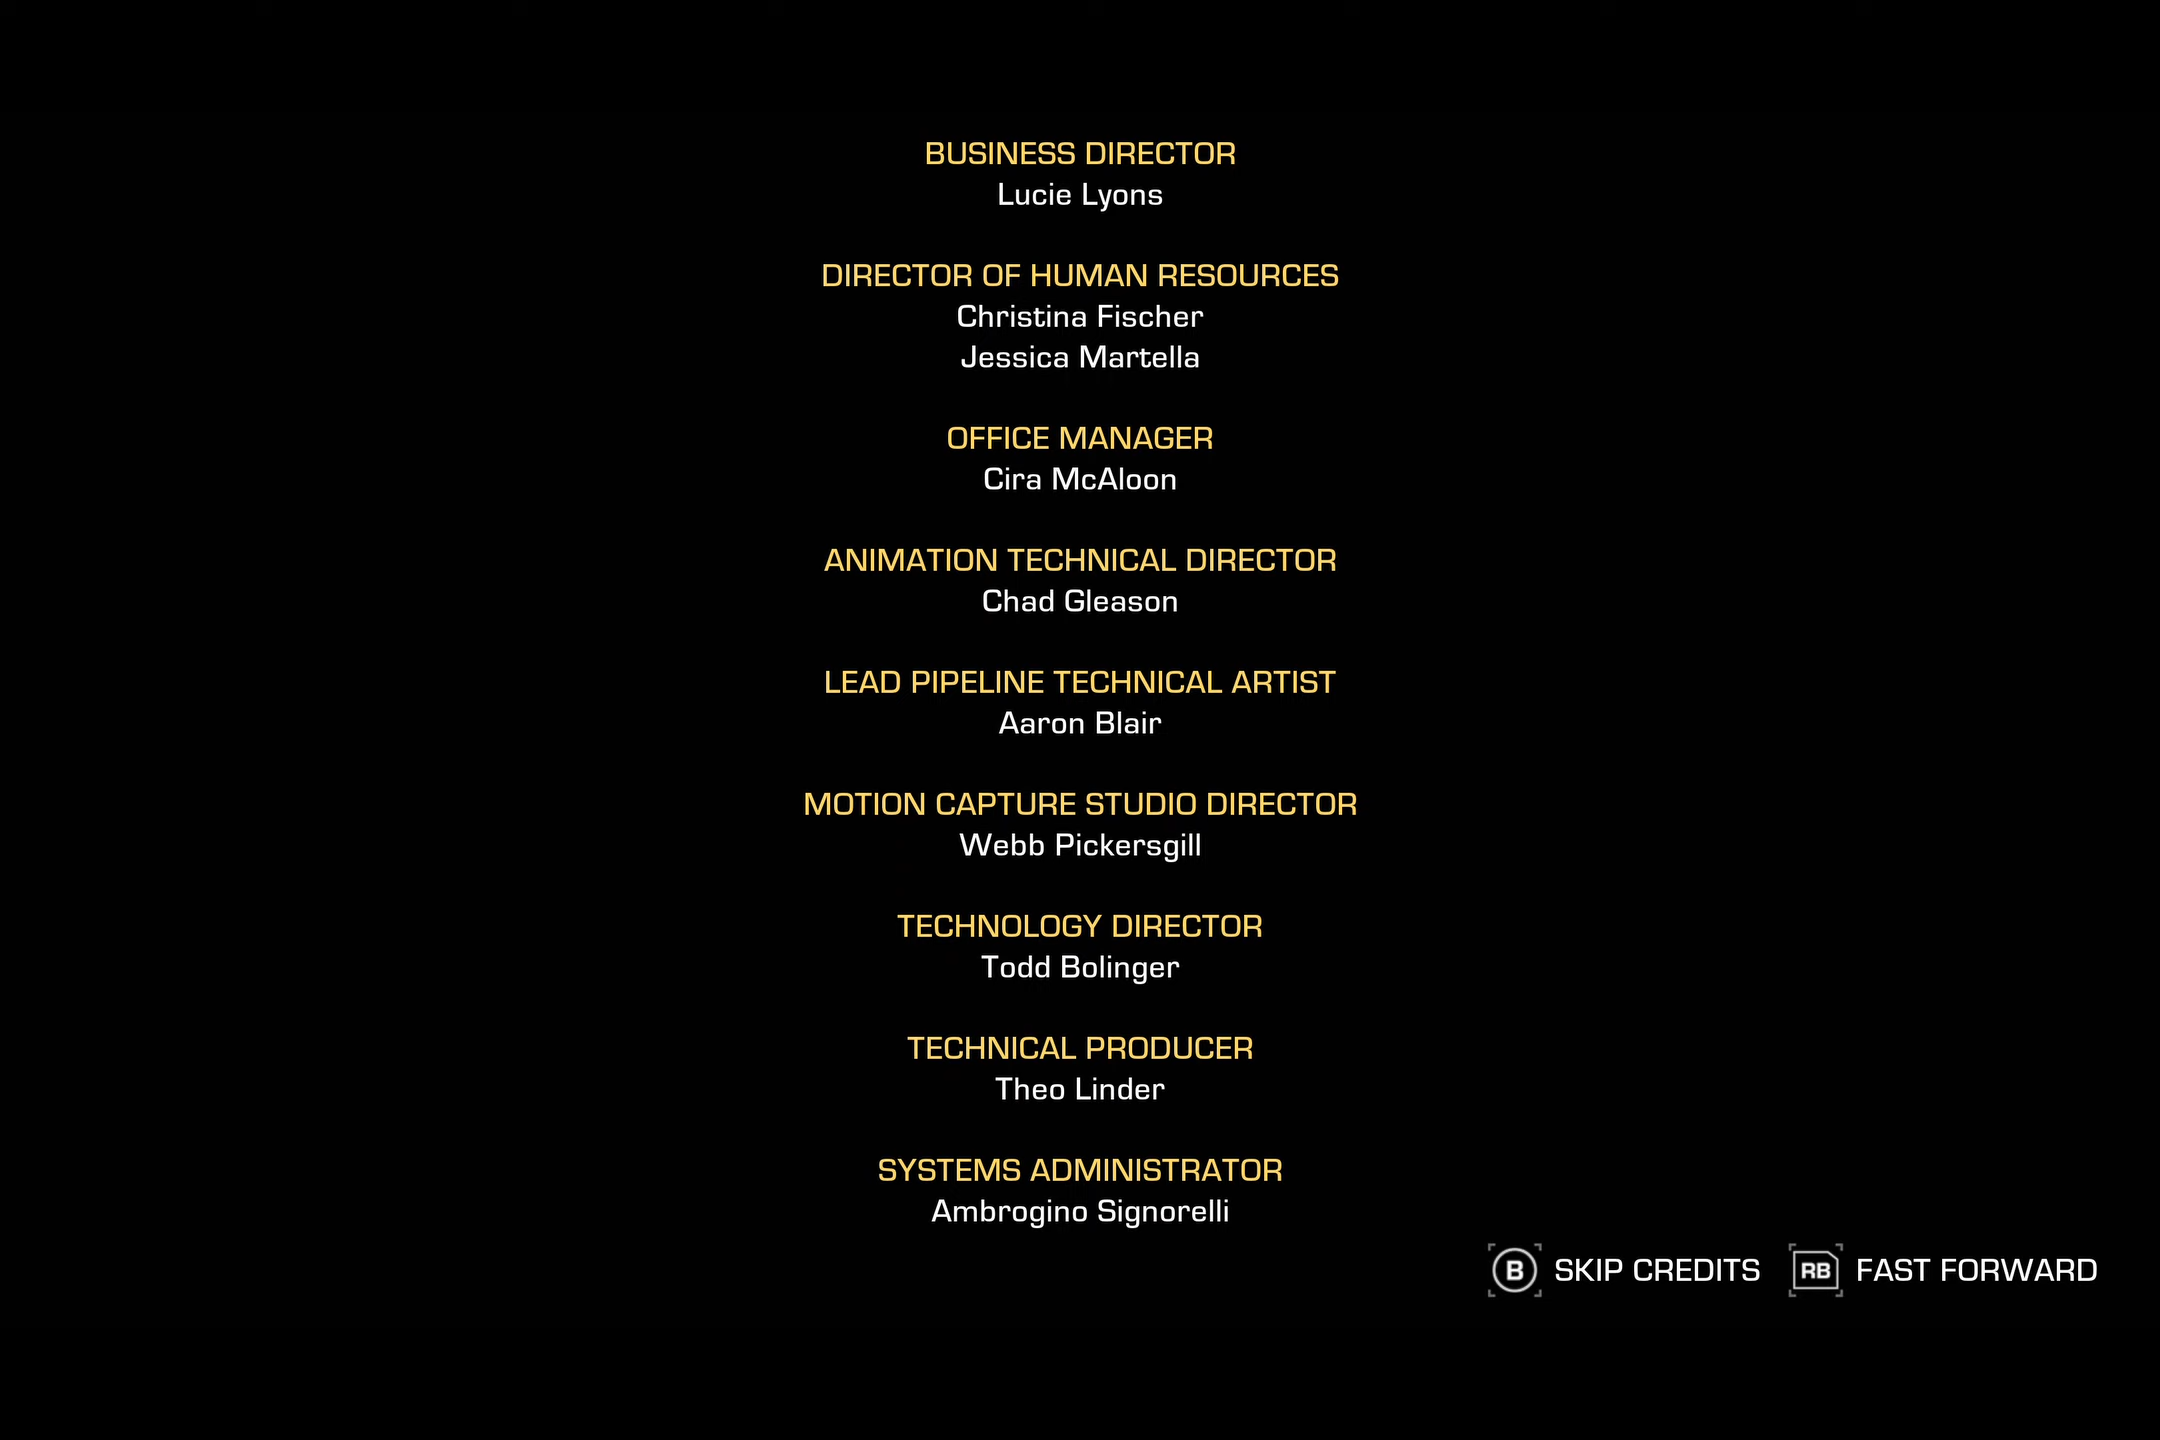 BUSINESS DIRECTOR
Lucie Lyons
DIRECTOR OF HUMAN RESOURCES
Christina Fischer
Jessica Martella
OFFICE MANAGER
Cira McAloon
ANIMATION TECHNICAL DIRECTOR
Chad Gleason
LEAD PIPELINE TECHNICAL ARTIST
Aaron Blair
MOTION CAPTURE STUDIO DIRECTOR
Webb Pickersgill
TECHNOLOGY DIRECTOR
Todd Bolinger
TECHNICAL PRODUCER
Theo Linder
SYSTEMS ADMINISTRATOR
Ambrogino Signorelli
B SKIP CREDITS RB FAST FORWARD